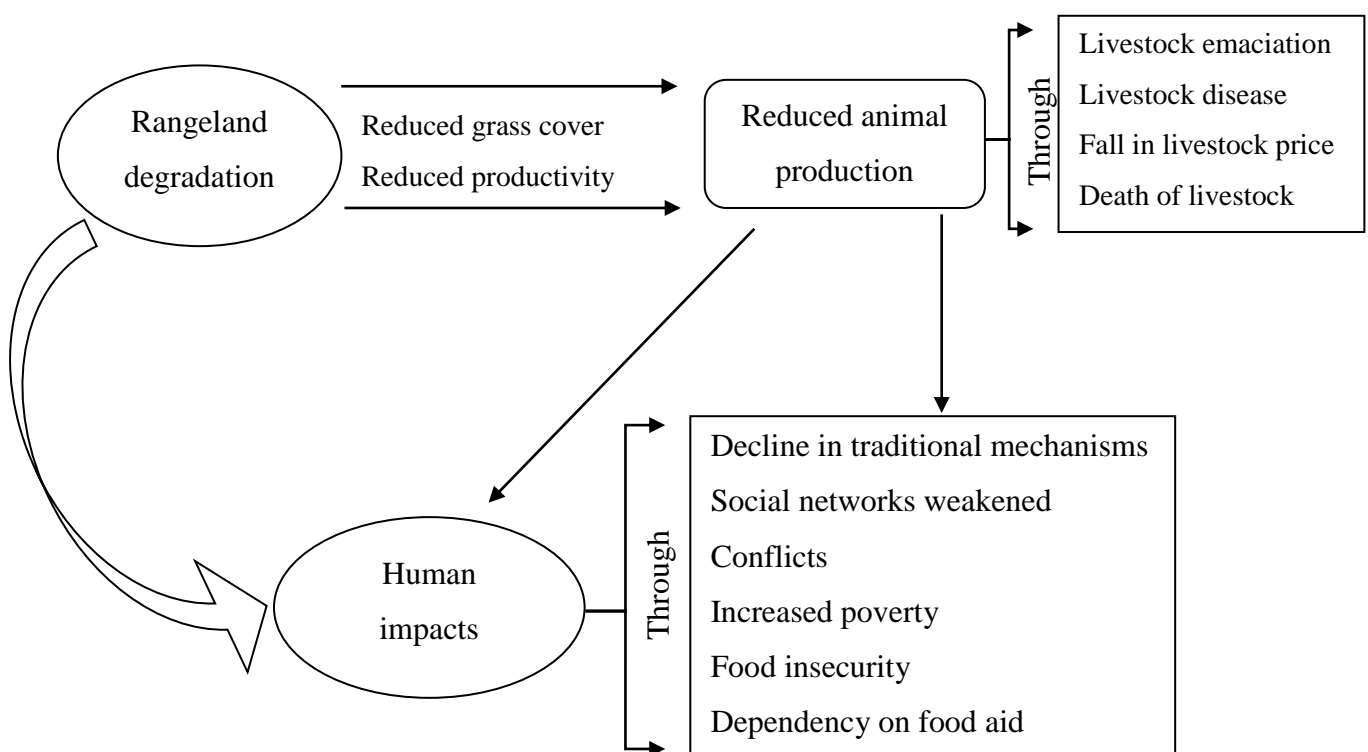 Rangeland
degradation
Reduced grass cover
Reduced productivity
Reduced animal
production
Through
Livestock emaciation
Livestock disease
Fall in livestock price
Death of livestock
Human
impacts
Through
Decline in traditional mechanisms
Social networks weakened
Conflicts
Increased poverty
Food insecurity
Dependency on food aid